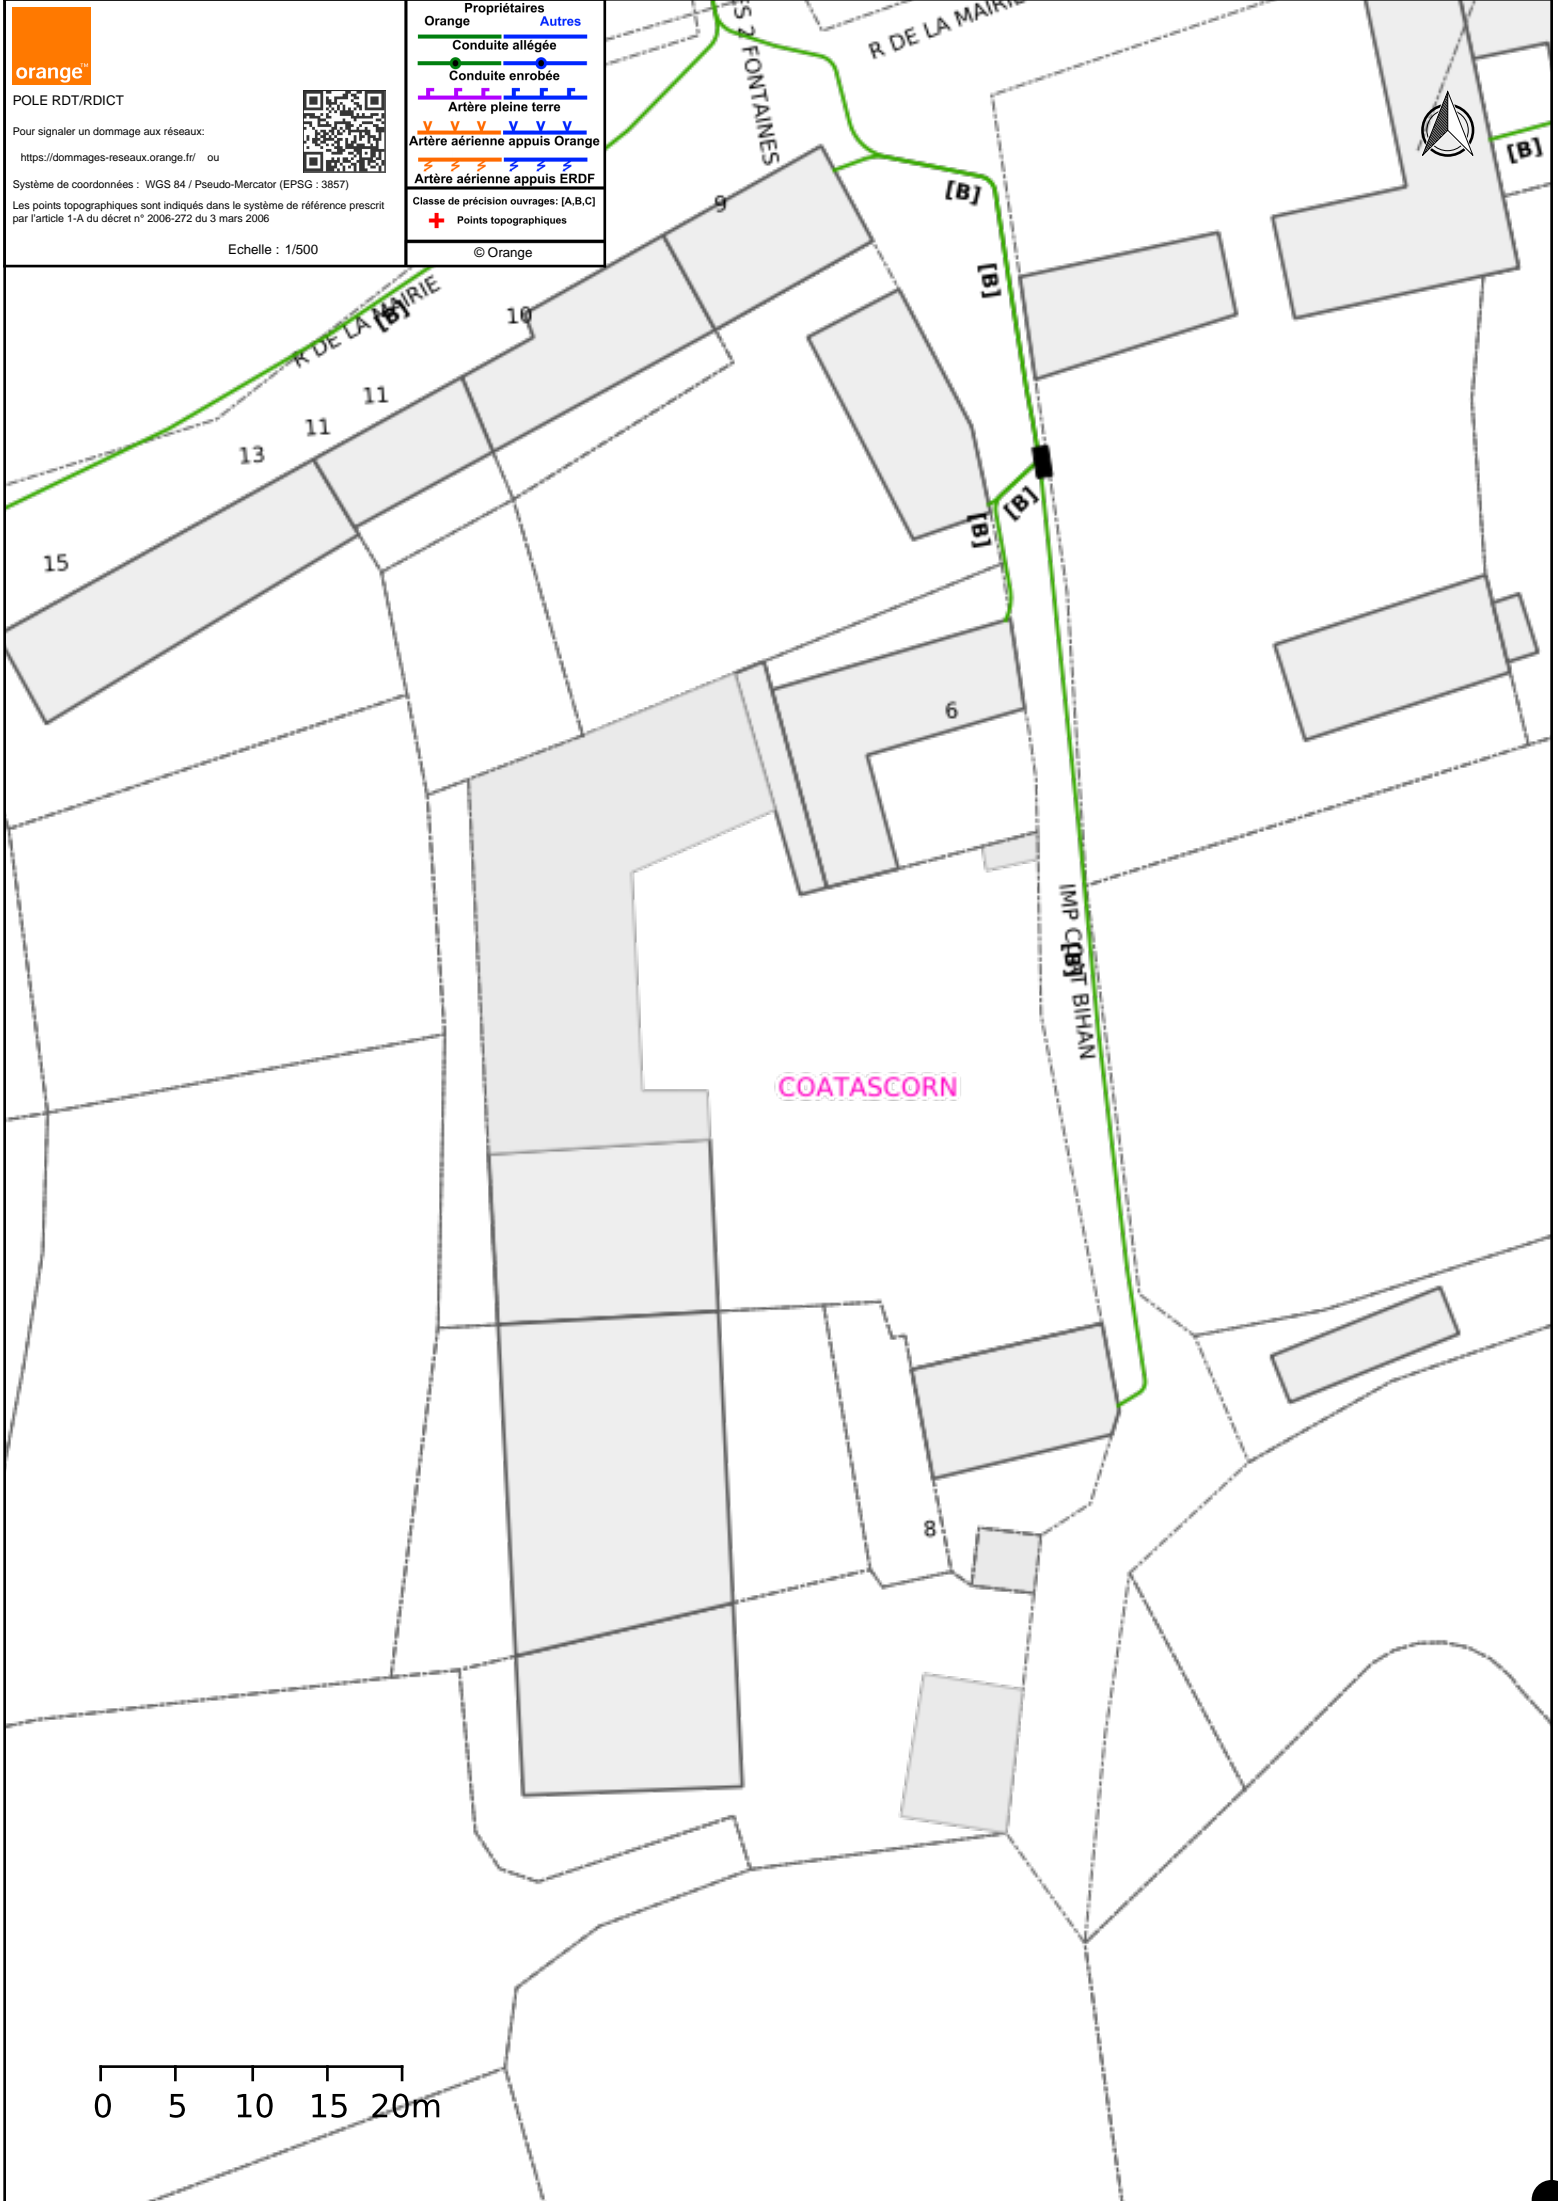 orange™
POLE RDT/RDICT
Pour signaler un dommage aux réseaux:
https://dommages-reseaux.orange.fr/ ou
Système de coordonnées : WGS 84 / Pseudo-Mercator (EPSG : 3857)
Les points topographiques sont indiqués dans le système de référence prescrit
par l'article 1-A du décret n° 2006-272 du 3 mars 2006
Echelle : 1/500
Propriétaires
Orange Autres
Conduite allégée
Conduite enrobée
Artère pleine terre
Artère aérienne appuis Orange
Artère aérienne appuis ERDF
Classe de précision ouvrages: [A,B,C]
Points topographiques
© Orange
S 2 FONTAINES
R DE LA MAIRIE
[B]
[B]
9
[B]
R DE LA MAIRIE
[B]
10
11
11
13
15
[B]
[B]
6
IMP COAT BIHAN
[B]
COATASCORN
8
0 5 10 15 20m